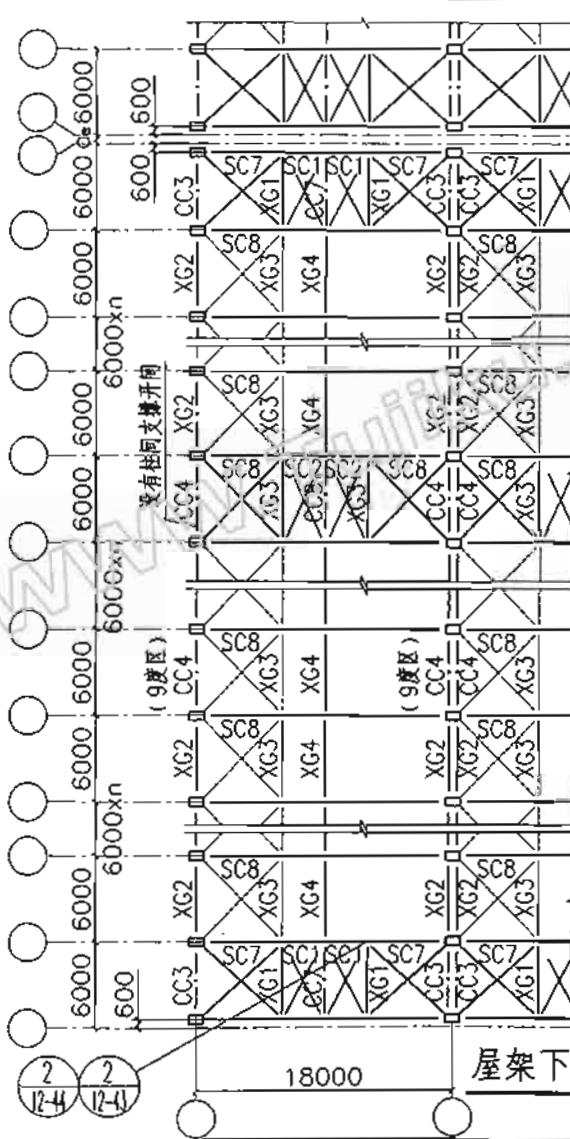 6000
600
6000
600
SC7 SC1 SC1 SC7 SC7
CC3 XG1 CC7 XG1 CC3 CC3 XG1
6000
SC8 SC8
XG2 XG3 XG4 XG2 XG2 XG3
6000xn
没有柱间支撑开间
6000
SC8 SC8
XG2 XG3 XG4 XG2 XG2 XG3
6000
SC8 SC2 SC2 SC8 SC8
CC4 XG3 CC8 XG3 CC4 CC4 XG3
6000xn
6000
(9度区) (9度区)
SC8 SC8
CC4 XG3 XG4 CC4 CC4 XG3
6000
SC8 SC8
XG2 XG3 XG4 XG2 XG2 XG3
6000xn
6000
SC8 SC8
XG2 XG3 XG4 XG2 XG2 XG3
6000
600
SC7 SC1 SC1 SC7 SC7
CC3 XG1 CC7 XG1 CC3 CC3 XG1
2 2
12-44 12-43
18000
屋架下